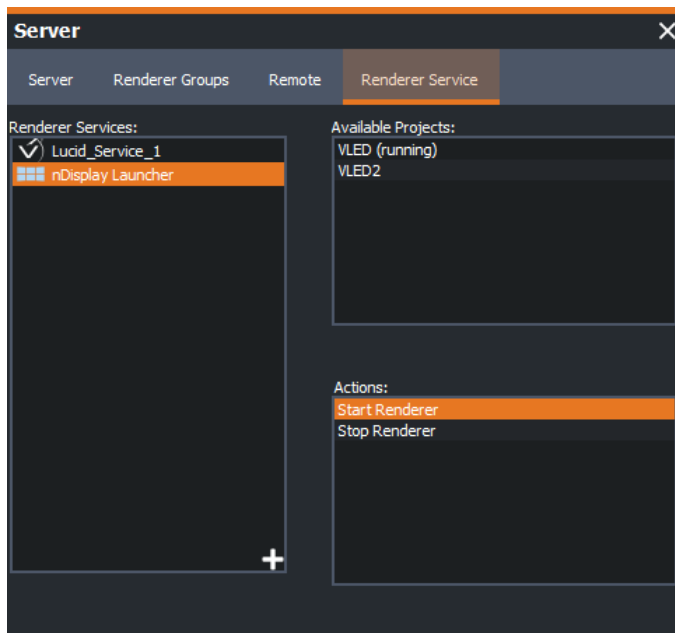 Server
Server Renderer Groups Remote Renderer Service
Renderer Services:
Lucid_Service_1
nDisplay Launcher
Available Projects:
VLED (running)
VLED2
Actions:
Start Renderer
Stop Renderer